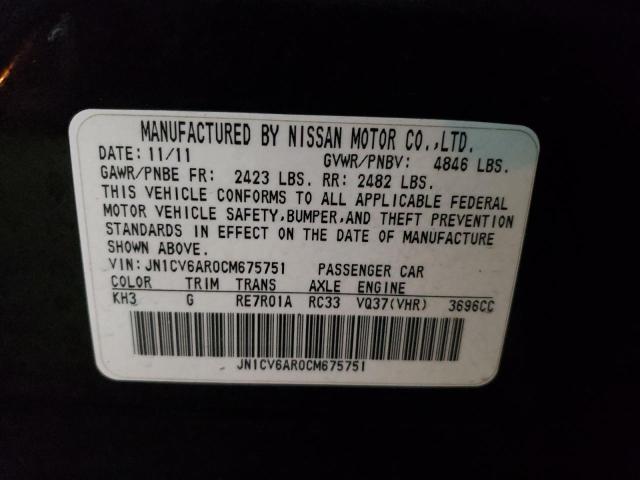 MANUFACTURED BY NISSAN MOTOR CO.,LTD.
DATE: 11/11 GVWR/PNBV: 4846 LBS.
GAWR/PNBE FR: 2423 LBS. RR: 2482 LBS.
THIS VEHICLE CONFORMS TO ALL APPLICABLE FEDERAL
MOTOR VEHICLE SAFETY,BUMPER,AND THEFT PREVENTION
STANDARDS IN EFFECT ON THE DATE OF MANUFACTURE
SHOWN ABOVE.
VIN:JN1CV6AR0CM675751 PASSENGER CAR
COLOR TRIM TRANS AXLE ENGINE
KH3 G RE7R01A RC33 VQ37(VHR) 3696CC
JN1CV6AR0CM675751